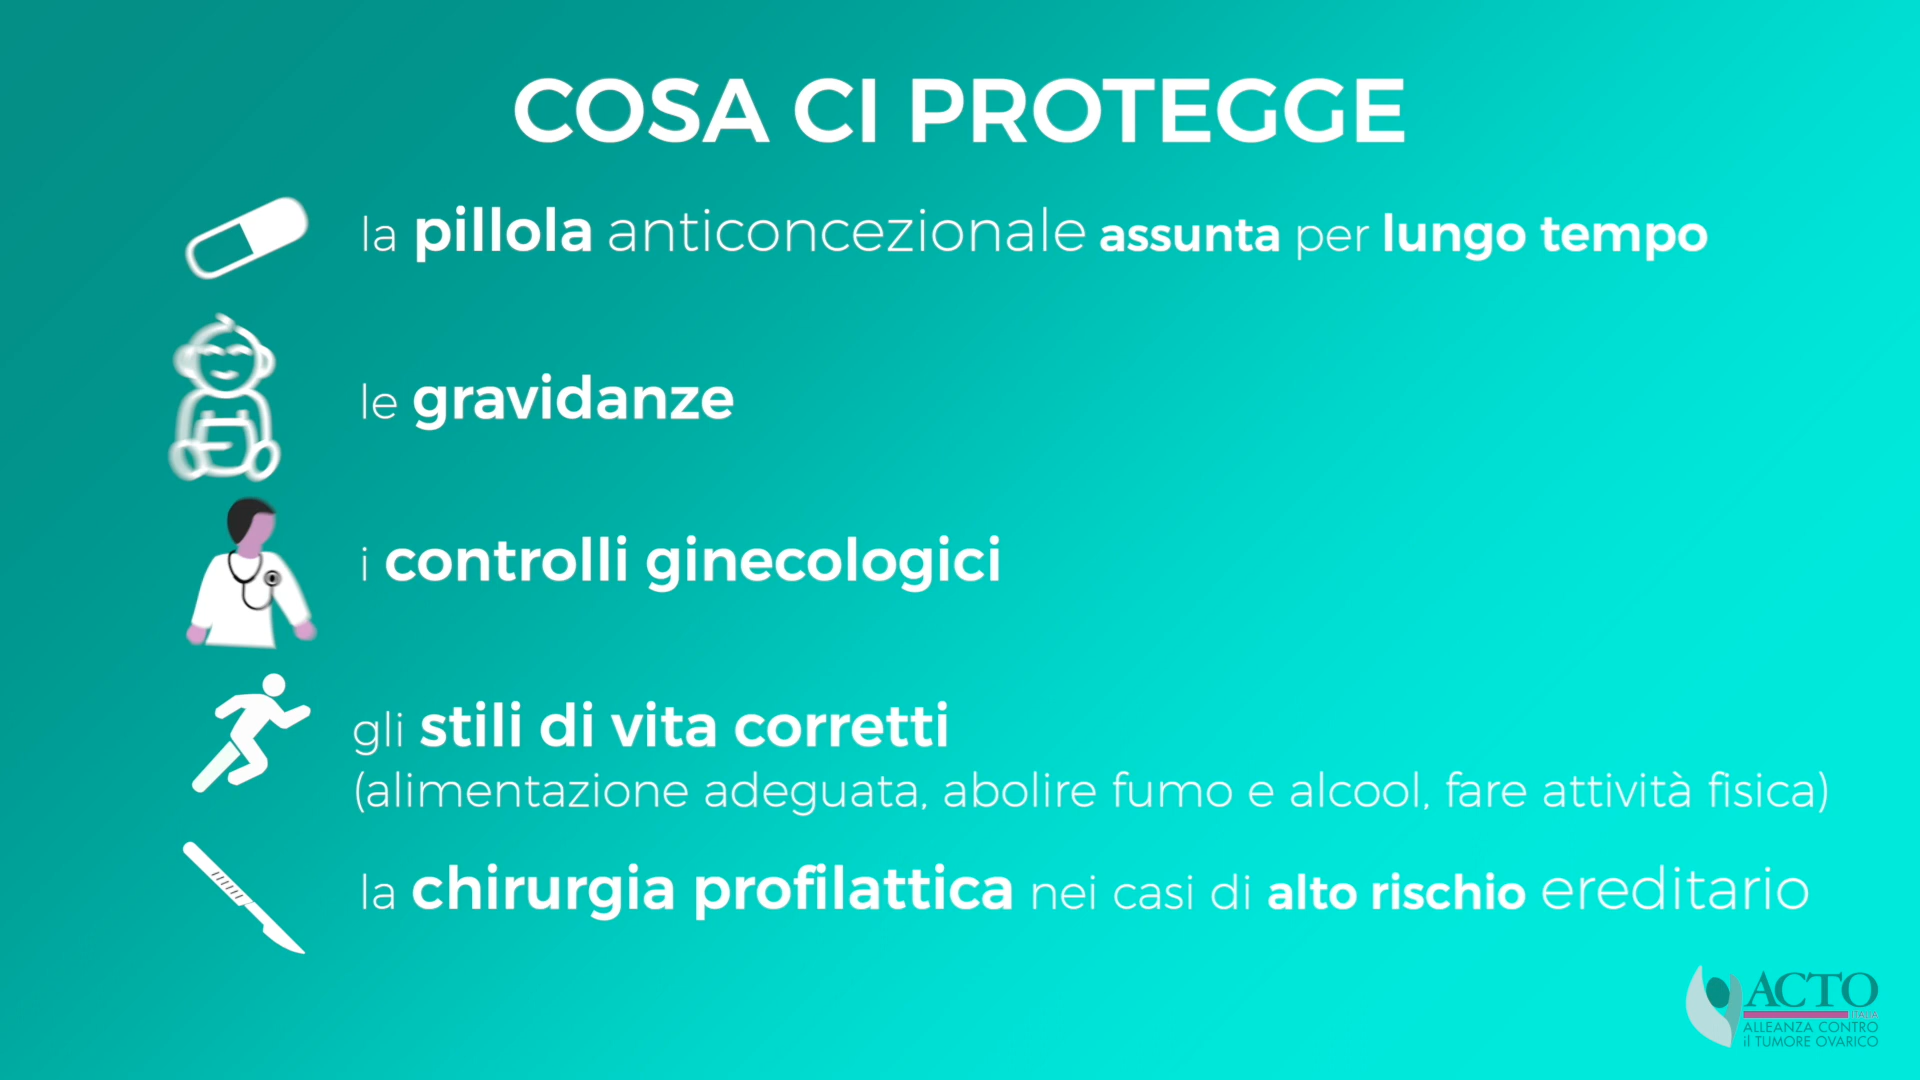 COSA CI PROTEGGE
la pillola anticoncezionale assunta per lungo tempo
le gravidanze
i controlli ginecologici
gli stili di vita corretti
(alimentazione adeguata, abolire fumo e alcool, fare attività fisica)
la chirurgia profilattica nei casi di alto rischio ereditario
ACTO
ITALIA
ALLEANZA CONTRO
il TUMORE OVARICO